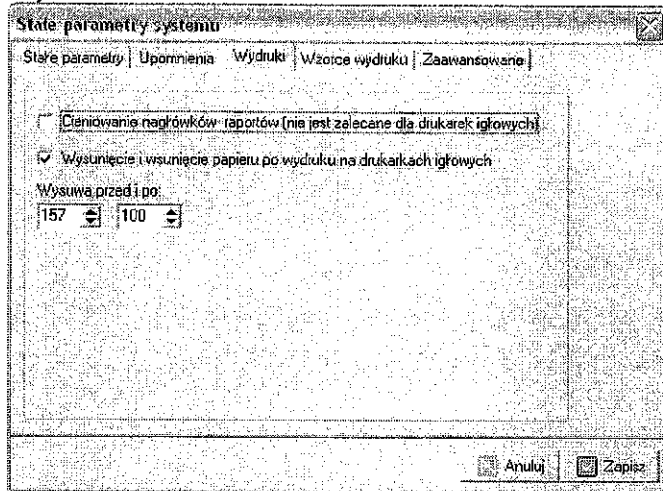 Stałe parametry systemu
Stałe parametry Upomnienia Wydruki Wzorce wydruku Zaawansowane
Cieniowanie nagłówków raportów (nie jest zalecane dla drukarek igłowych)
Wysunięcie i wsunięcie papieru po wydruku na drukarkach igłowych
Wysuwa przed i po:
157 100
Anuluj Zapisz